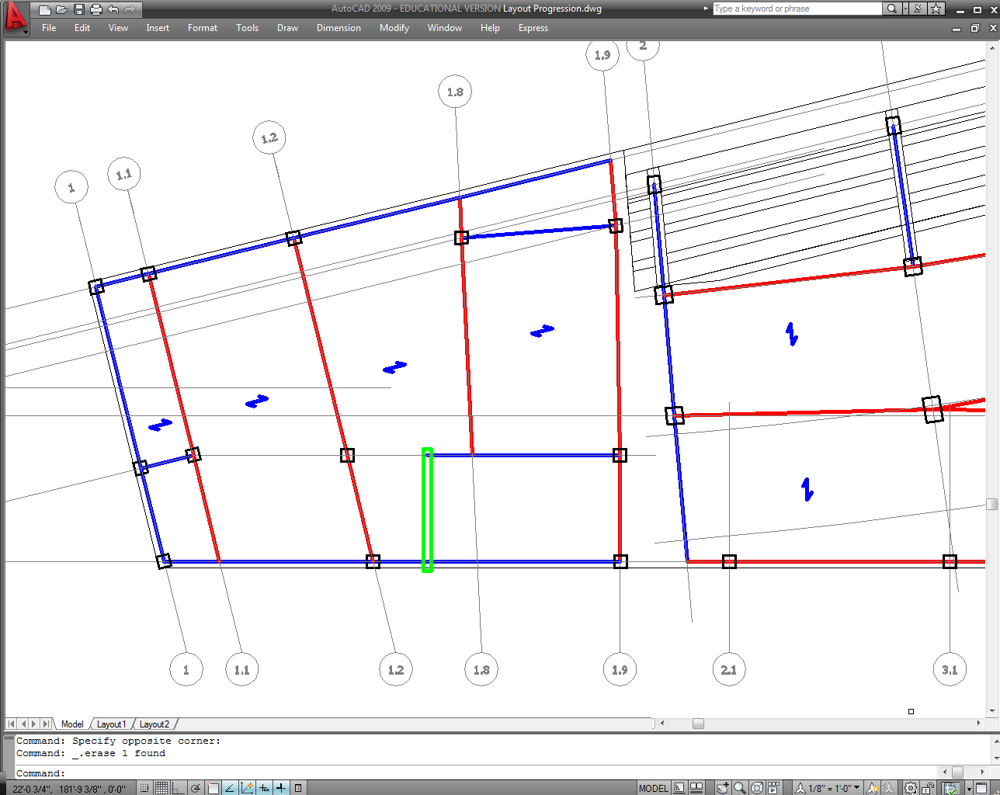 AutoCAD 2009 - EDUCATIONAL VERSION Layout Progression.dwg
Type a keyword or phrase
File Edit View Insert Format Tools Draw Dimension Modify Window Help Express
1.9 2
1.8
1.2
1.1
1
1 1.1 1.2 1.8 1.9 2.1 3.1
Model Layout1 Layout2
Command: Specify opposite corner:
Command: _.erase 1 found
Command:
22'-0 3/4", 181'-9 3/8" , 0'-0" MODEL 1/8" = 1'-0"